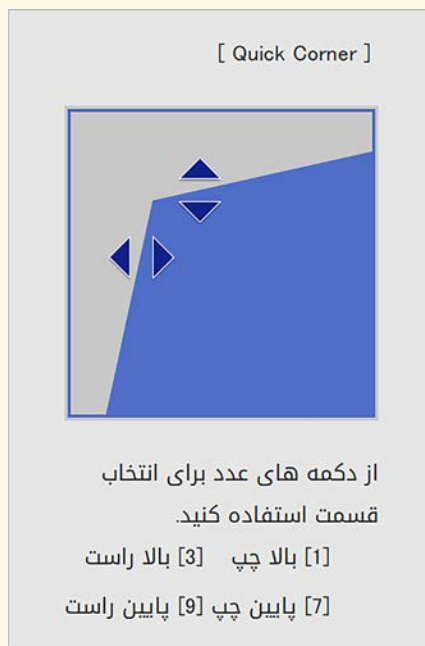 [ Quick Corner ]
از دکمه های عدد برای انتخاب
قسمت استفاده کنید.
[1] بالا چپ [3] بالا راست
[7] پایین چپ [9] پایین راست